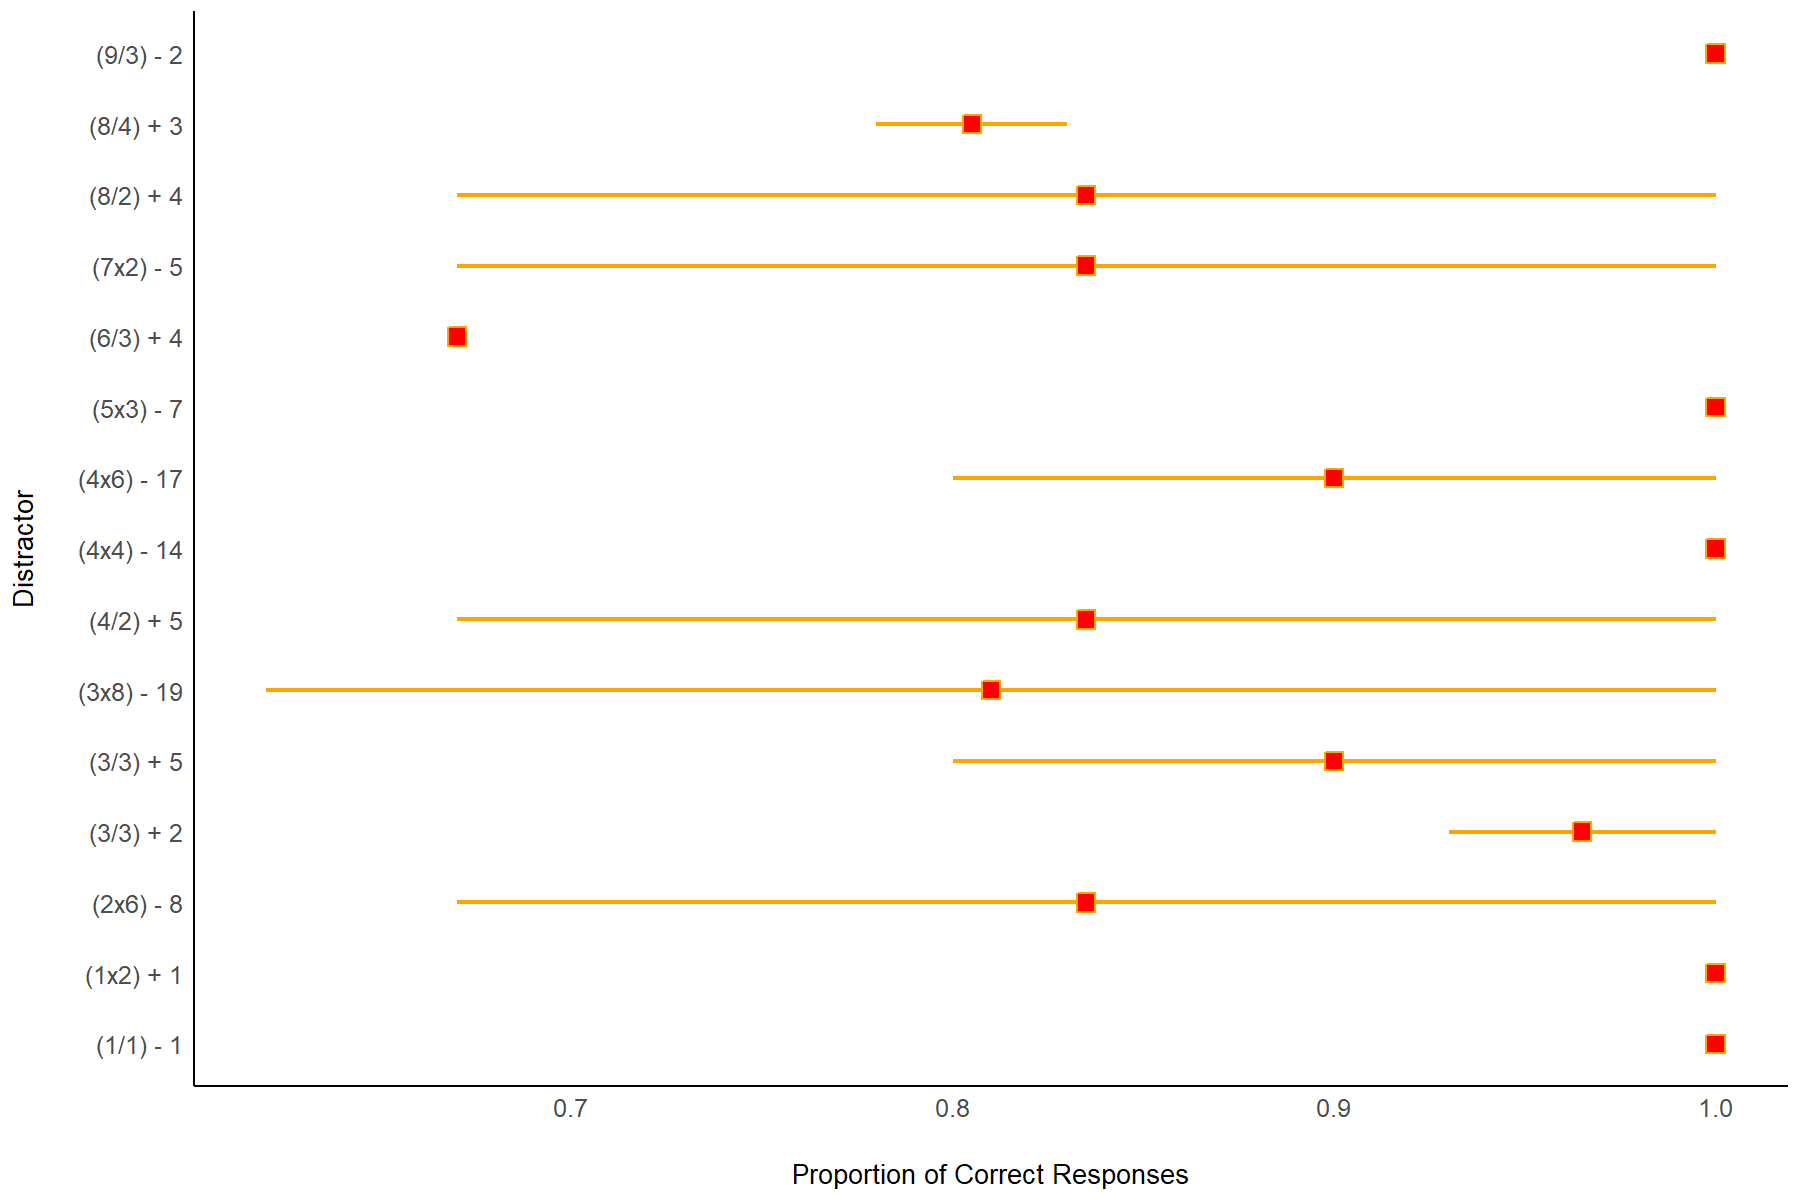 (9/3) - 2
(8/4) + 3
(8/2) + 4
(7x2) - 5
(6/3) + 4
(5x3) - 7
(4x6) - 17
(4x4) - 14
(4/2) + 5
(3x8) - 19
(3/3) + 5
(3/3) + 2
(2x6) - 8
(1x2) + 1
(1/1) - 1
Distractor
0.7 0.8 0.9 1.0
Proportion of Correct Responses